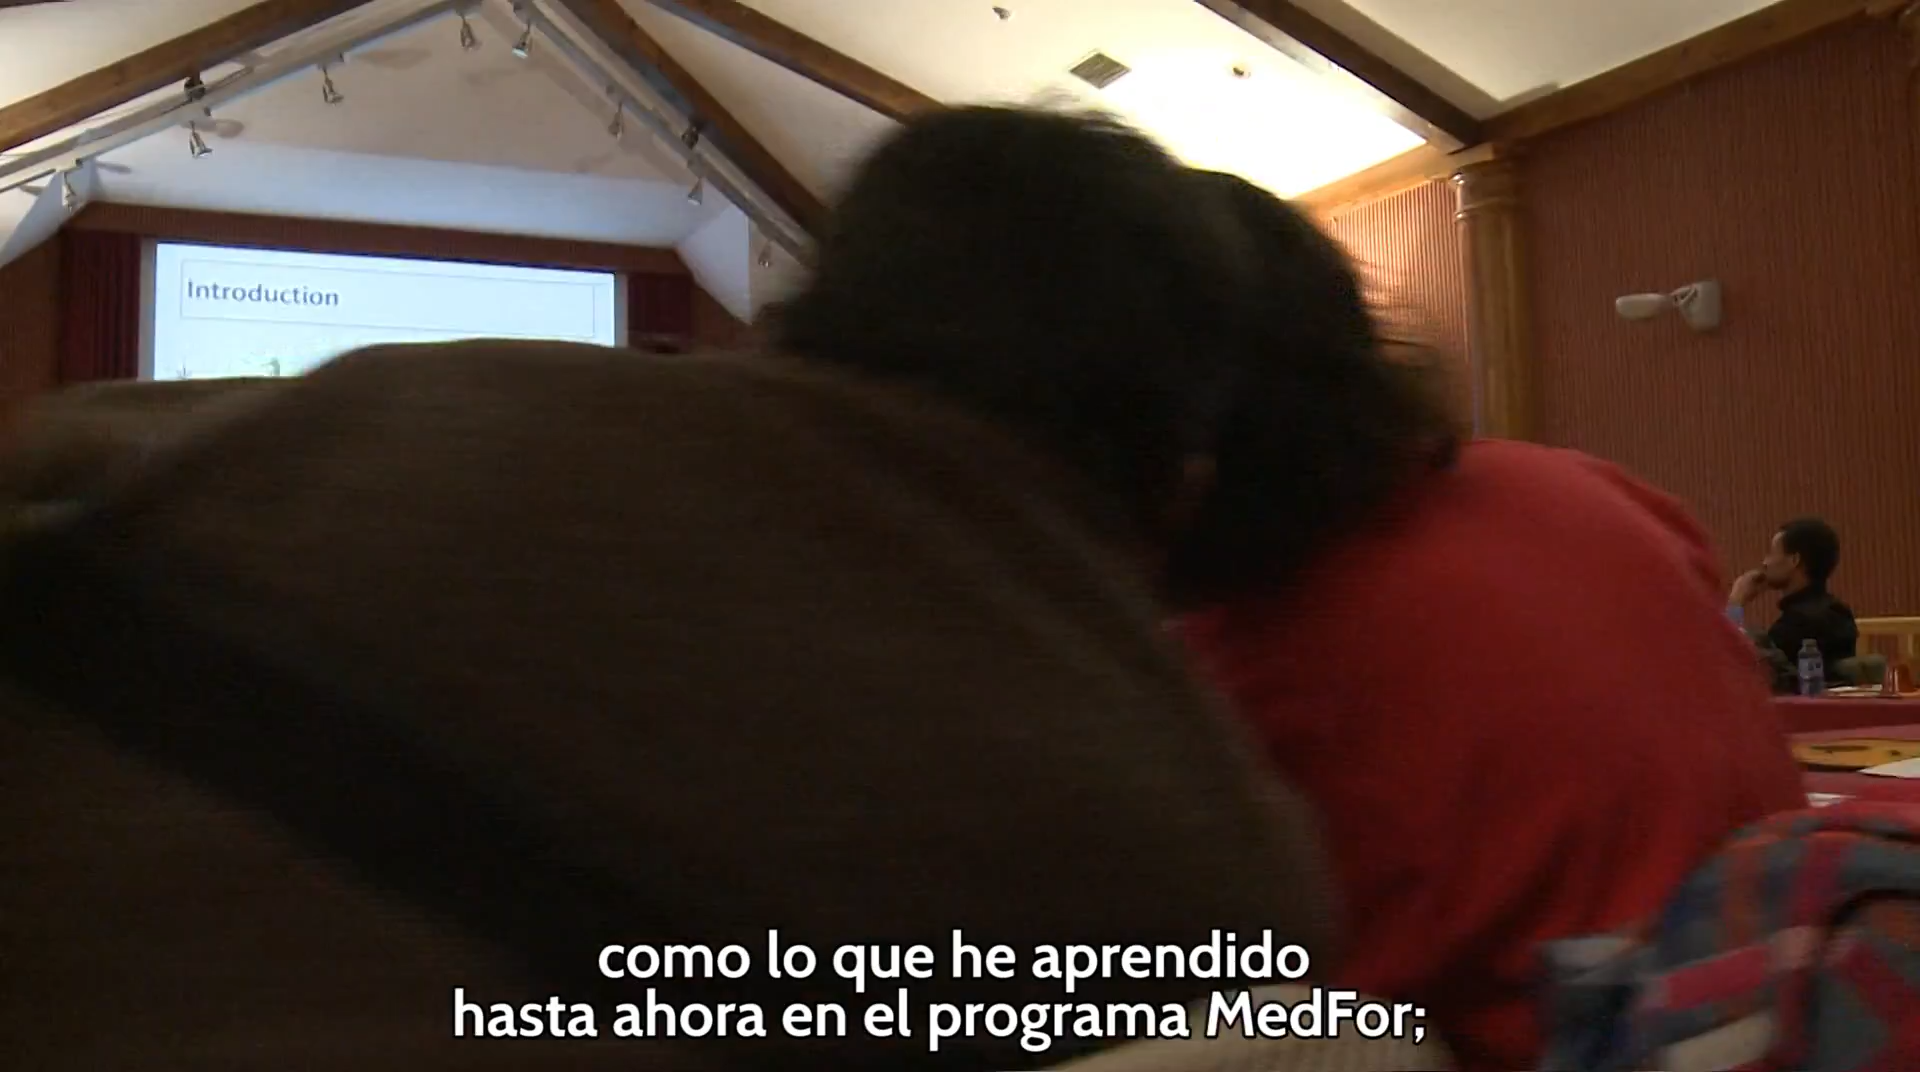 Introduction
como lo que he aprendido
hasta ahora en el programa MedFor;